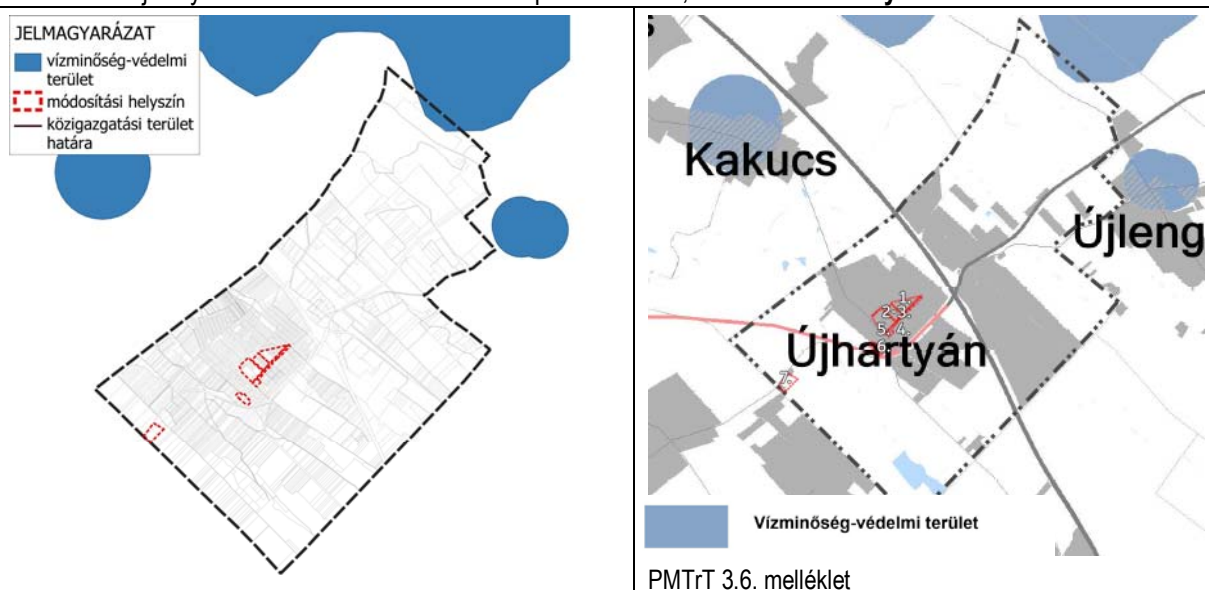 JELMAGYARÁZAT
vízminőség-védelmi
terület
módosítási helyszín
közigazgatási terület
határa
Kakucs
Újleng
1.
2.3.
5. 4.
6.
Újhartyán
7.
Vízminőség-védelmi terület
PMTrT 3.6. melléklet